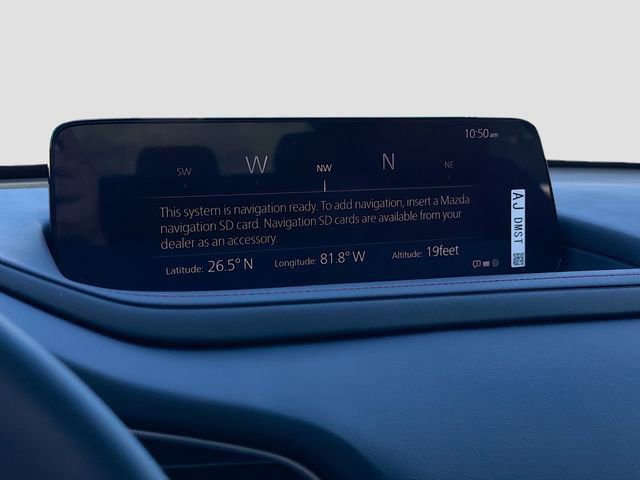 10:50am
SW W NW N NE
This system is navigation ready. To add navigation, insert a Mazda
navigation SD card. Navigation SD cards are available from your
dealer as an accessory.
Latitude: 26.5° N Longitude: 81.8° W Altitude: 19feet
AJ DMST